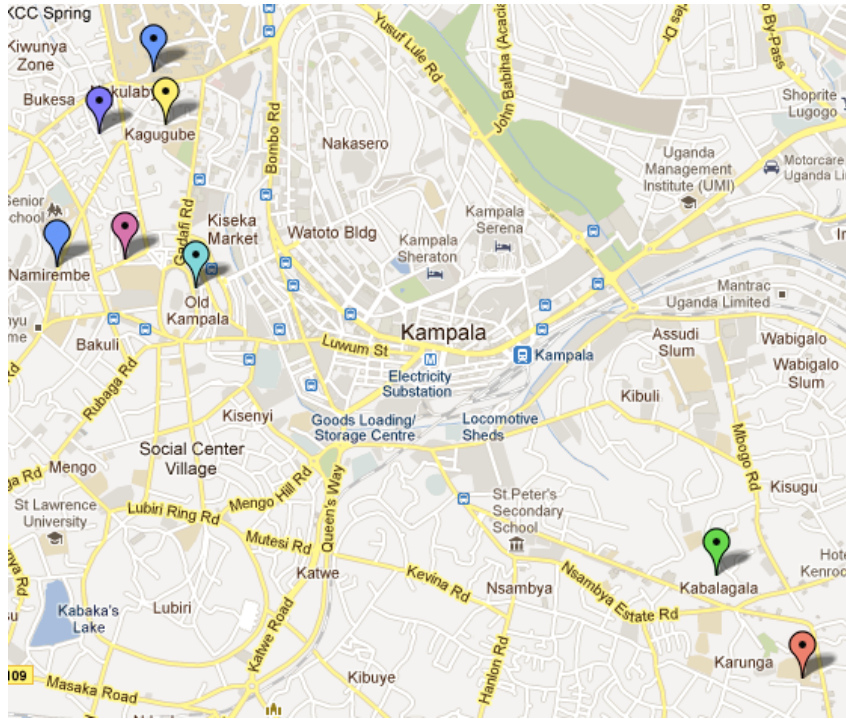 KCC Spring
Kiwunya
Zone
Bukesa
Kagugube
Yusuf Lule Rd
Bombo Rd
Nakasero
Shoprite
Lugogo
Uganda
Management
Institute (UMI)
Motorcare
Uganda
Senior
School
Gadafi Rd
Kiseka
Market
Watoto Bldg
Kampala
Sheraton
Kampala
Serena
Namirembe
Old
Kampala
Mantrac
Uganda Limited
Bakuli
Luwum St
Kampala
M
Kampala
Assudi
Slum
Wabigalo
Wabigalo
Slum
Electricity
Substation
Rubaga Rd
Kisenyi
Kibuli
Goods Loading/
Storage Centre
Locomotive
Sheds
Mbogo Rd
Social Center
Village
Mengo
Mengo Hill Rd
Queen's Way
Kisugu
St Lawrence
University
Lubiri Ring Rd
St.Peter's
Secondary
School
Mutesi Rd
Katwe
Kevina Rd
Nsambya
Nsambya Estate Rd
Kabalagala
Kabaka's
Lake
Lubiri
Katwe Road
Hanlon Rd
Karunga
109
Masaka Road
Kibuye